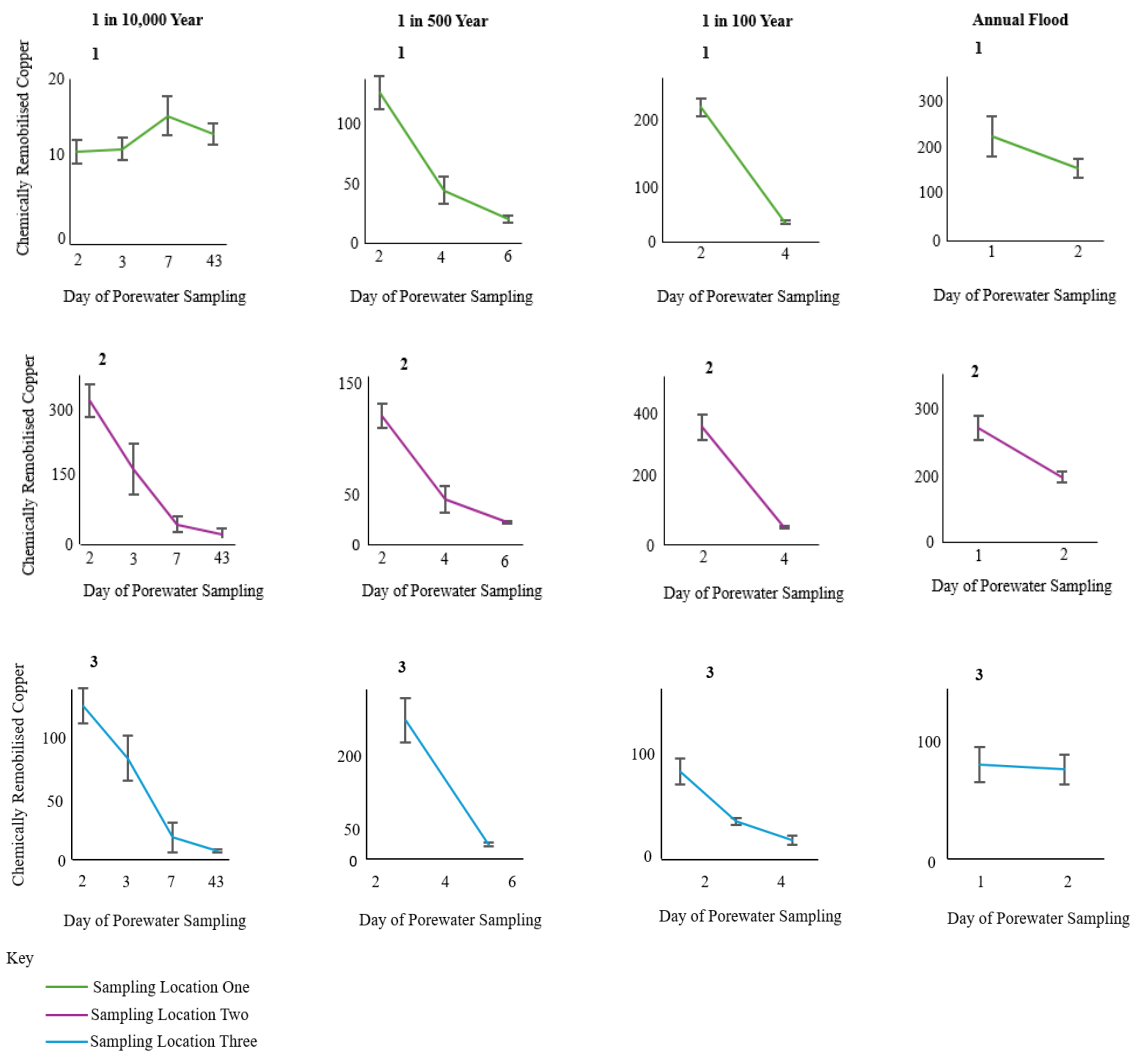 1 in 10,000 Year
1 in 500 Year
1 in 100 Year
Annual Flood
1
1
1
1
Chemically Remobilised Copper
20
10
0
2 3 7 43
Day of Porewater Sampling
100
50
0
2 4 6
Day of Porewater Sampling
200
100
0
2 4
Day of Porewater Sampling
300
200
100
0
1 2
Day of Porewater Sampling
2
2
2
2
Chemically Remobilised Copper
300
150
0
2 3 7 43
Day of Porewater Sampling
150
50
0
2 4 6
Day of Porewater Sampling
400
200
0
2 4
Day of Porewater Sampling
300
200
0
1 2
Day of Porewater Sampling
3
3
3
3
Chemically Remobilised Copper
100
50
0
2 3 7 43
Day of Porewater Sampling
200
50
0
2 4 6
Day of Porewater Sampling
100
0
2 4
Day of Porewater Sampling
100
0
1 2
Day of Porewater Sampling
Key
Sampling Location One
Sampling Location Two
Sampling Location Three